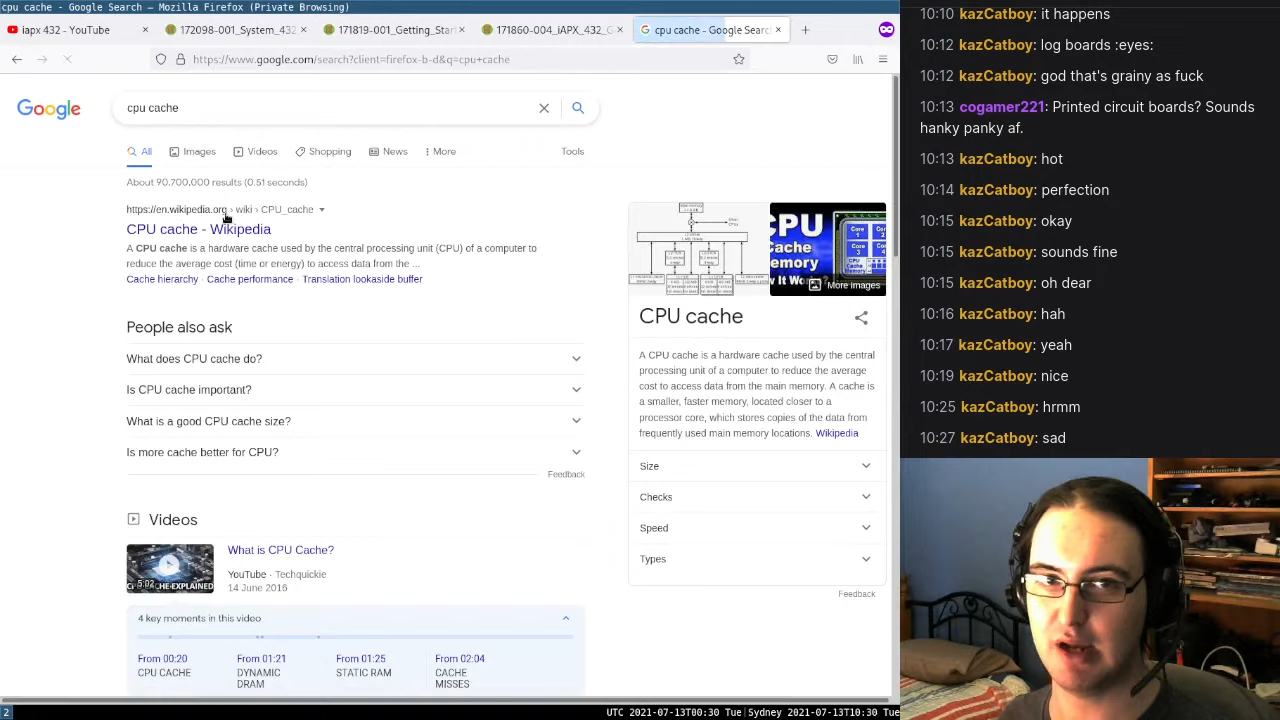 cpu cache - Google Search — Mozilla Firefox (Private Browsing)
iapx 432 - YouTube
172098-001_System_432
171819-001_Getting_Star
171860-004_iAPX_432_G
cpu cache - Google Search
https://www.google.com/search?client=firefox-b-d&q=cpu+cache
Google
cpu cache
All
Images
Videos
Shopping
News
More
Tools
About 90,700,000 results (0.51 seconds)
https://en.wikipedia.org › wiki › CPU_cache
CPU cache - Wikipedia
A CPU cache is a hardware cache used by the central processing unit (CPU) of a computer to
reduce the average cost (time or energy) to access data from the ...
Cache hierarchy · Cache performance · Translation lookaside buffer
People also ask
What does CPU cache do?
Is CPU cache important?
What is a good CPU cache size?
Is more cache better for CPU?
Feedback
Videos
5:02
What is CPU Cache?
YouTube · Techquickie
14 June 2016
4 key moments in this video
From 00:20
CPU CACHE
From 01:21
DYNAMIC
DRAM
From 01:25
STATIC RAM
From 02:04
CACHE
MISSES
CPU
Cache
Memory
More images
CPU cache
A CPU cache is a hardware cache used by the central
processing unit of a computer to reduce the average
cost to access data from the main memory. A cache
is a smaller, faster memory, located closer to a
processor core, which stores copies of the data from
frequently used main memory locations. Wikipedia
Size
Checks
Speed
Types
Feedback
2
UTC 2021-07-13T00:30 Tue Sydney 2021-07-13T10:30 Tue
10:10 kazCatboy: it happens
10:12 kazCatboy: log boards :eyes:
10:12 kazCatboy: god that's grainy as fuck
10:13 cogamer221: Printed circuit boards? Sounds
hanky panky af.
10:13 kazCatboy: hot
10:14 kazCatboy: perfection
10:15 kazCatboy: okay
10:15 kazCatboy: sounds fine
10:15 kazCatboy: oh dear
10:16 kazCatboy: hah
10:17 kazCatboy: yeah
10:19 kazCatboy: nice
10:25 kazCatboy: hrmm
10:27 kazCatboy: sad